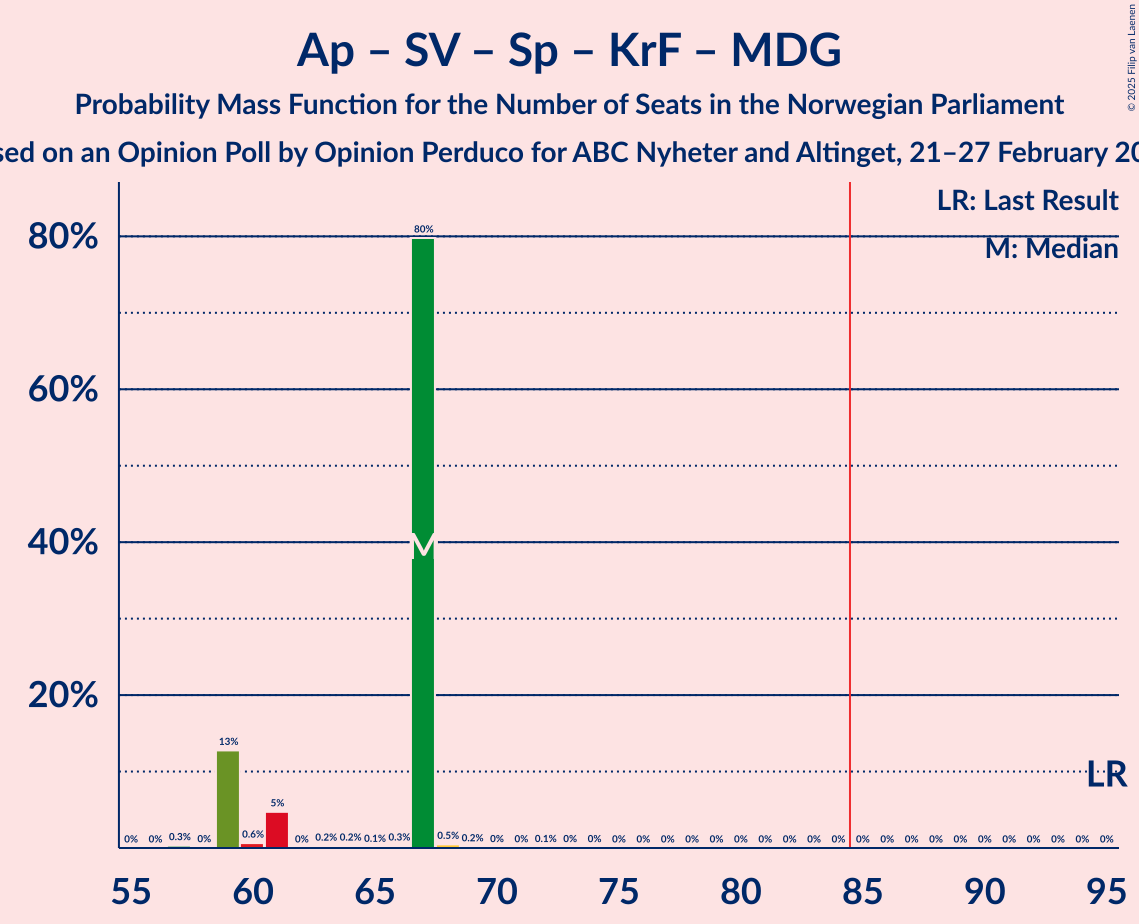 Ap – SV – Sp – KrF – MDG
Probability Mass Function for the Number of Seats in the Norwegian Parliament
on an Opinion Poll by Opinion Perduco for ABC Nyheter and Altinget, 21–27 February
© 2025 Filip van Laenen
LR: Last Result
M: Median
80%
60%
40%
20%
0% 0% 0.3% 0% 13% 0.6% 5% 0% 0.2% 0.2% 0.1% 0.3% 80% 0.5% 0.2% 0% 0% 0.1% 0% 0% 0% 0% 0% 0% 0% 0% 0% 0% 0% 0% 0% 0% 0% 0% 0% 0% 0% 0% 0% 0% 0%
M
LR
55 60 65 70 75 80 85 90 95